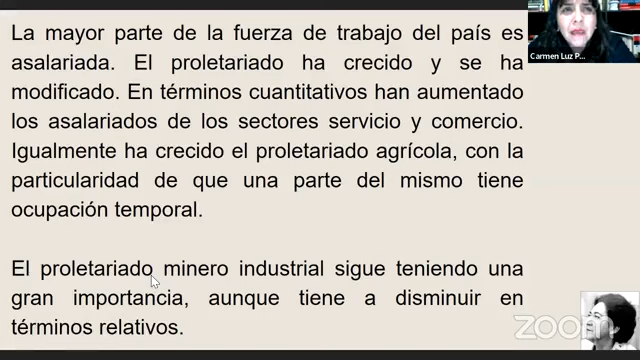 La mayor parte de la fuerza de trabajo del país es
asalariada. El proletariado ha crecido y se ha
modificado. En términos cuantitativos han aumentado
los asalariados de los sectores servicio y comercio.
Igualmente ha crecido el proletariado agrícola, con la
particularidad de que una parte del mismo tiene
ocupación temporal.
El proletariado minero industrial sigue teniendo una
gran importancia, aunque tiene a disminuir en
términos relativos.
Carmen Luz P...
zoom